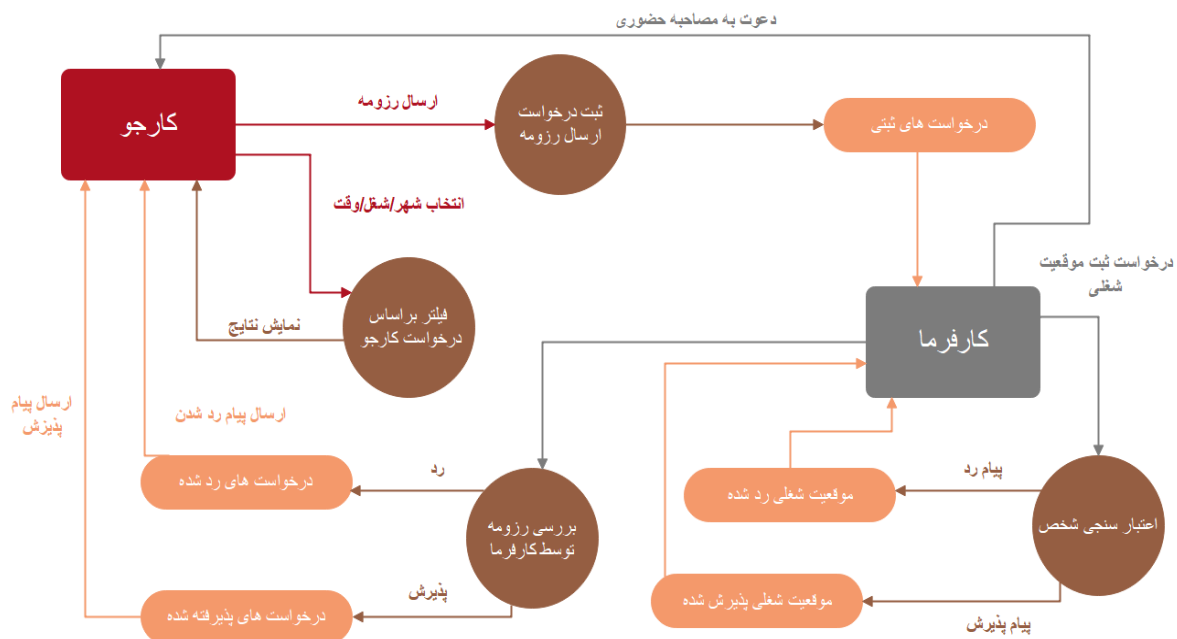 دعوت به مصاحبه حضوری
کارجو
ارسال رزومه
ثبت درخواست
ارسال رزومه
درخواست های ثبتی
انتخاب شهر/شغل/وقت
درخواست ثبت موقعیت
شغلی
فیلتر براساس
درخواست کارجو
نمایش نتایج
کارفرما
ارسال پیام
پذیزش
ارسال پیام رد شدن
درخواست های رد شده
رد
بررسی رزومه
توسط کارفرما
موقعیت شغلی رد شده
پیام رد
اعتبار سنجی شخص
درخواست های پذیرفته شده
پذیرش
موقعیت شغلی پذیرش شده
پیام پذیرش